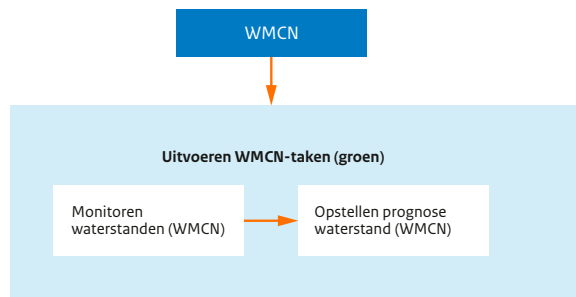 WMCN
Uitvoeren WMCN-taken (groen)
Monitoren
waterstanden (WMCN)
Opstellen prognose
waterstand (WMCN)